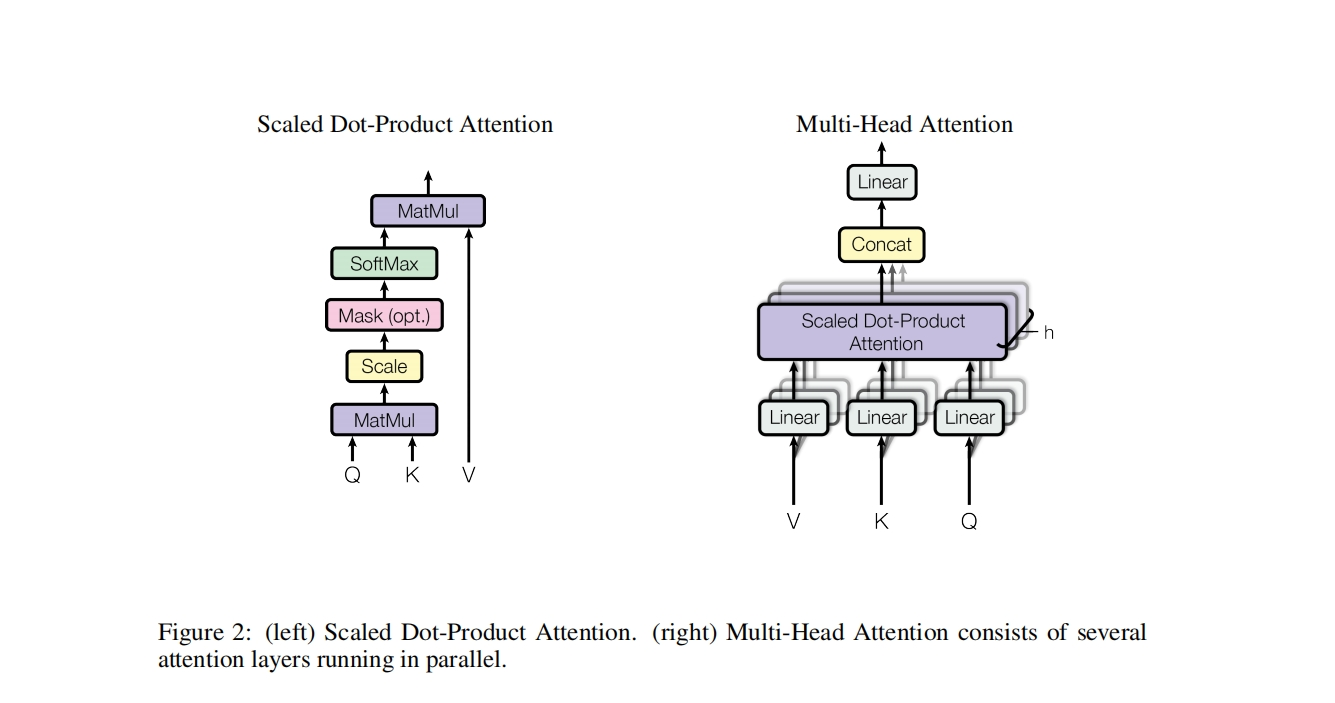 Scaled Dot-Product Attention
MatMul
SoftMax
Mask (opt.)
Scale
MatMul
Q K V
Multi-Head Attention
Linear
Concat
Scaled Dot-Product
Attention
h
Linear Linear Linear
V K Q
Figure 2: (left) Scaled Dot-Product Attention. (right) Multi-Head Attention consists of several
attention layers running in parallel.